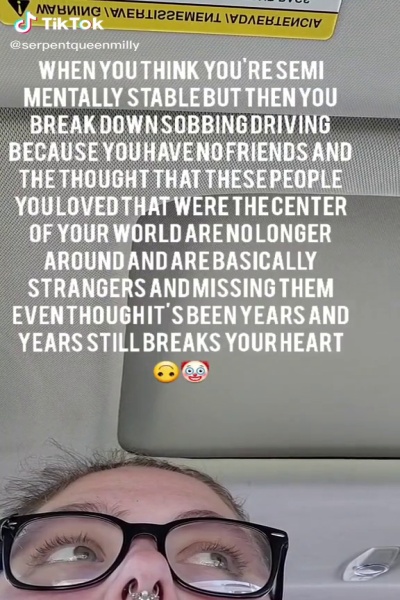 WARNING / AVERTISSEMENT / ADVERTENCIA
TikTok
@serpentqueenmilly
WHEN YOU THINK YOU'RE SEMI
MENTALLY STABLE BUT THEN YOU
BREAK DOWN SOBBING DRIVING
BECAUSE YOU HAVE NO FRIENDS AND
THE THOUGHT THAT THESE PEOPLE
YOU LOVED THAT WERE THE CENTER
OF YOUR WORLD ARE NO LONGER
AROUND AND ARE BASICALLY
STRANGERS AND MISSING THEM
EVEN THOUGH IT'S BEEN YEARS AND
YEARS STILL BREAKS YOUR HEART
🙃🤡